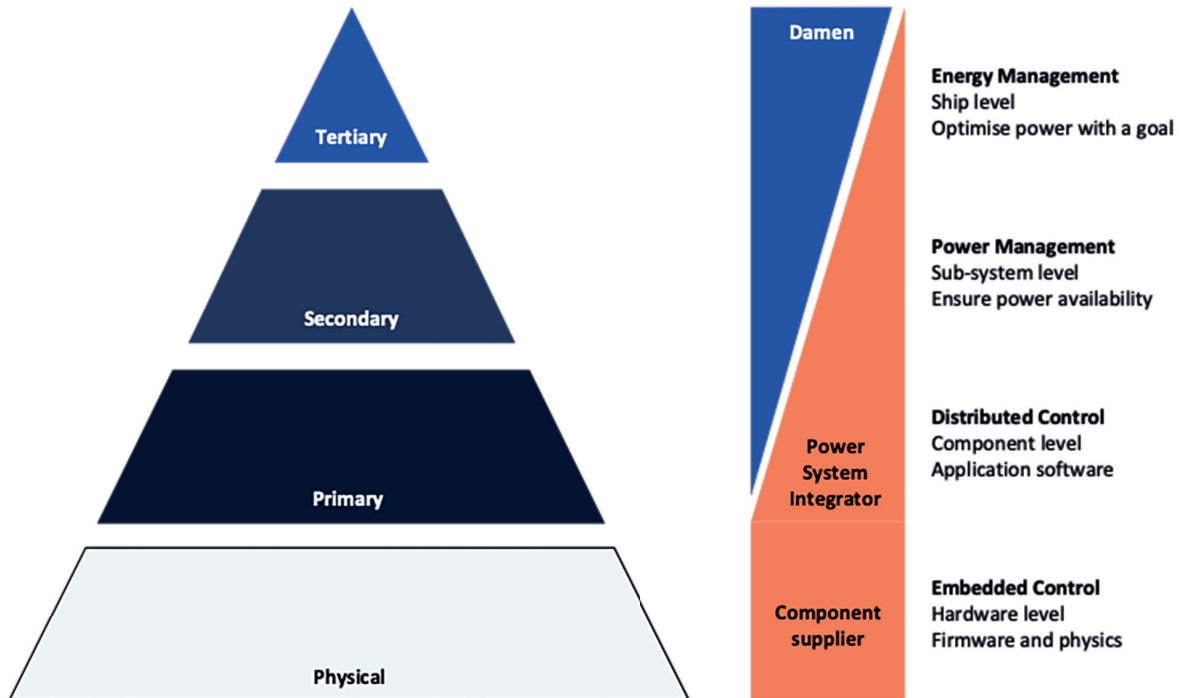 Tertiary
Secondary
Primary
Physical
Damen
Power
System
Integrator
Component
supplier
Energy Management
Ship level
Optimise power with a goal
Power Management
Sub-system level
Ensure power availability
Distributed Control
Component level
Application software
Embedded Control
Hardware level
Firmware and physics